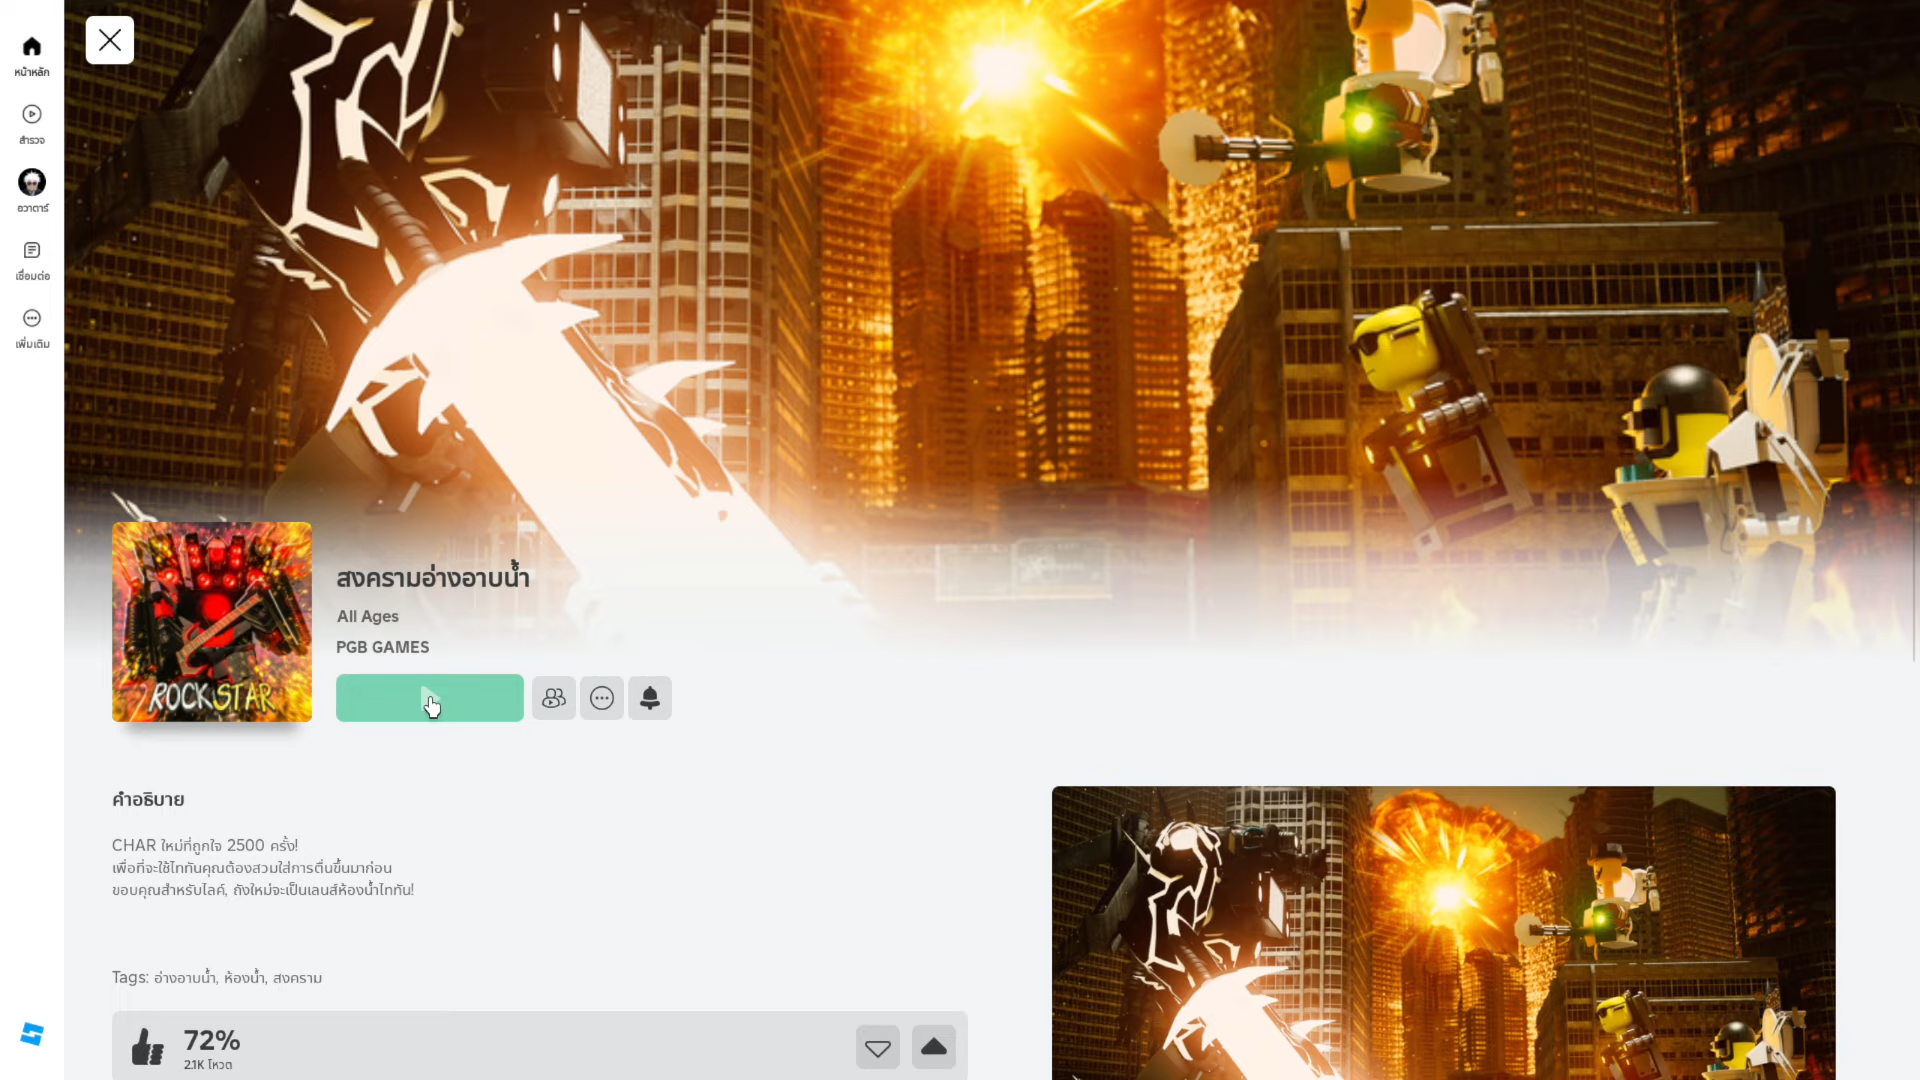 หน้าหลัก
สำรวจ
อวาตาร์
เชื่อมต่อ
เพิ่มเติม
ROCKSTAR
สงครามอ่างอาบน้ำ
All Ages
PGB GAMES
คำอธิบาย
CHAR ใหม่ที่ถูกใจ 2500 ครั้ง!
เพื่อที่จะใช้ไททันคุณต้องสวมใส่การตื่นขึ้นมาก่อน
ขอบคุณสำหรับไลค์, ถังใหม่จะเป็นเลนส์ห้องน้ำไททัน!
Tags: อ่างอาบน้ำ, ห้องน้ำ, สงคราม
72%
2.1K โหวต